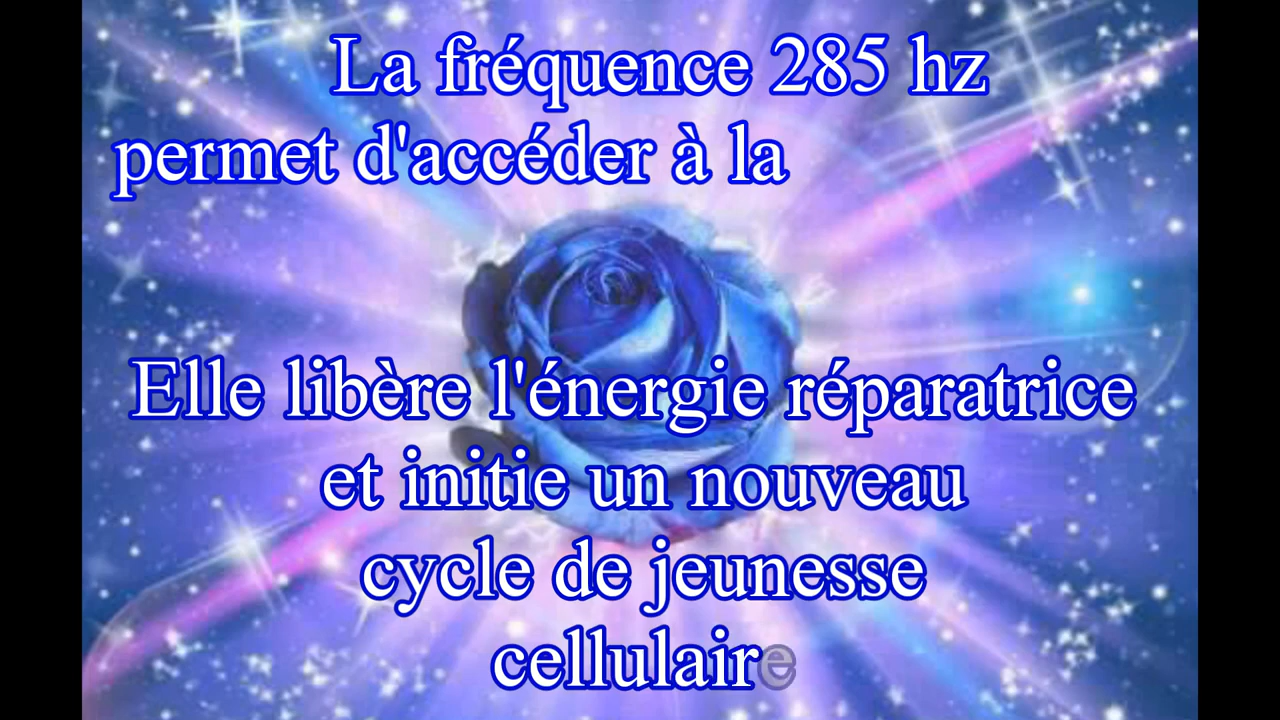 La fréquence 285 hz
permet d'accéder à la
Elle libère l'énergie réparatrice
et initie un nouveau
cycle de jeunesse
cellulaire